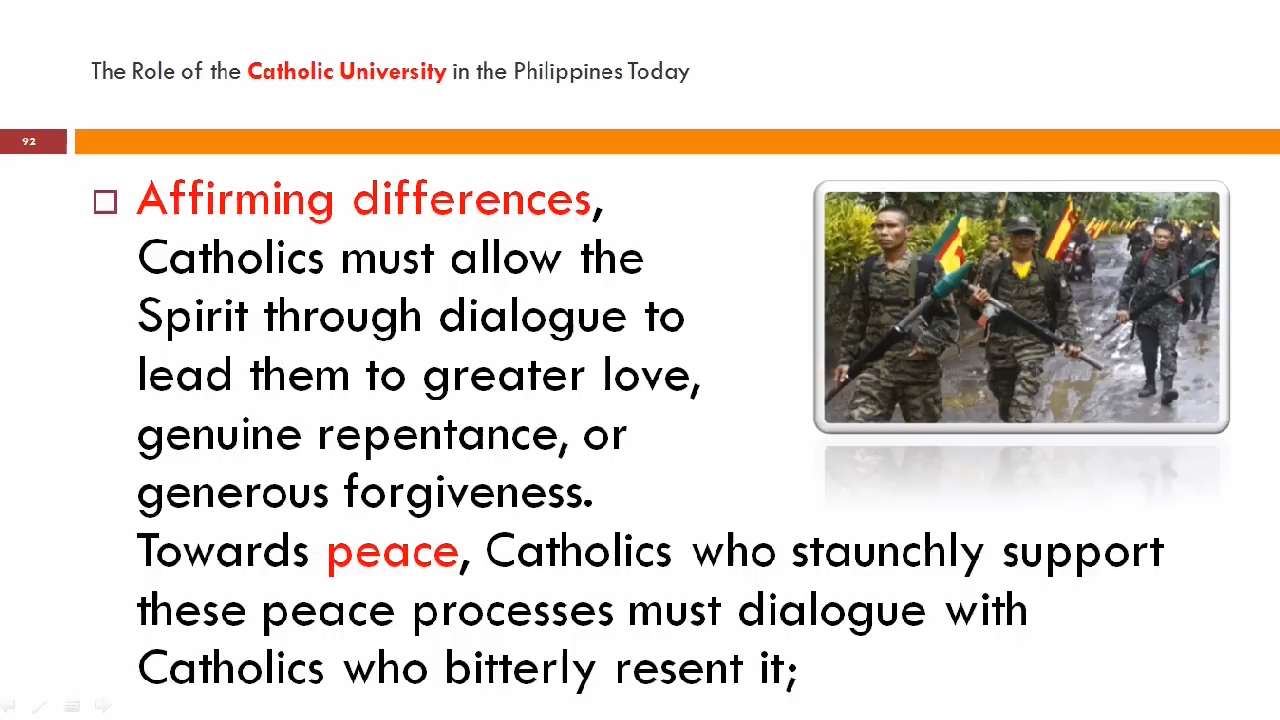 The Role of the Catholic University in the Philippines Today
92
Affirming differences,
Catholics must allow the
Spirit through dialogue to
lead them to greater love,
genuine repentance, or
generous forgiveness.
Towards peace, Catholics who staunchly support
these peace processes must dialogue with
Catholics who bitterly resent it;